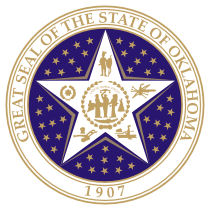 GREAT SEAL OF THE STATE OF OKLAHOMA
1907